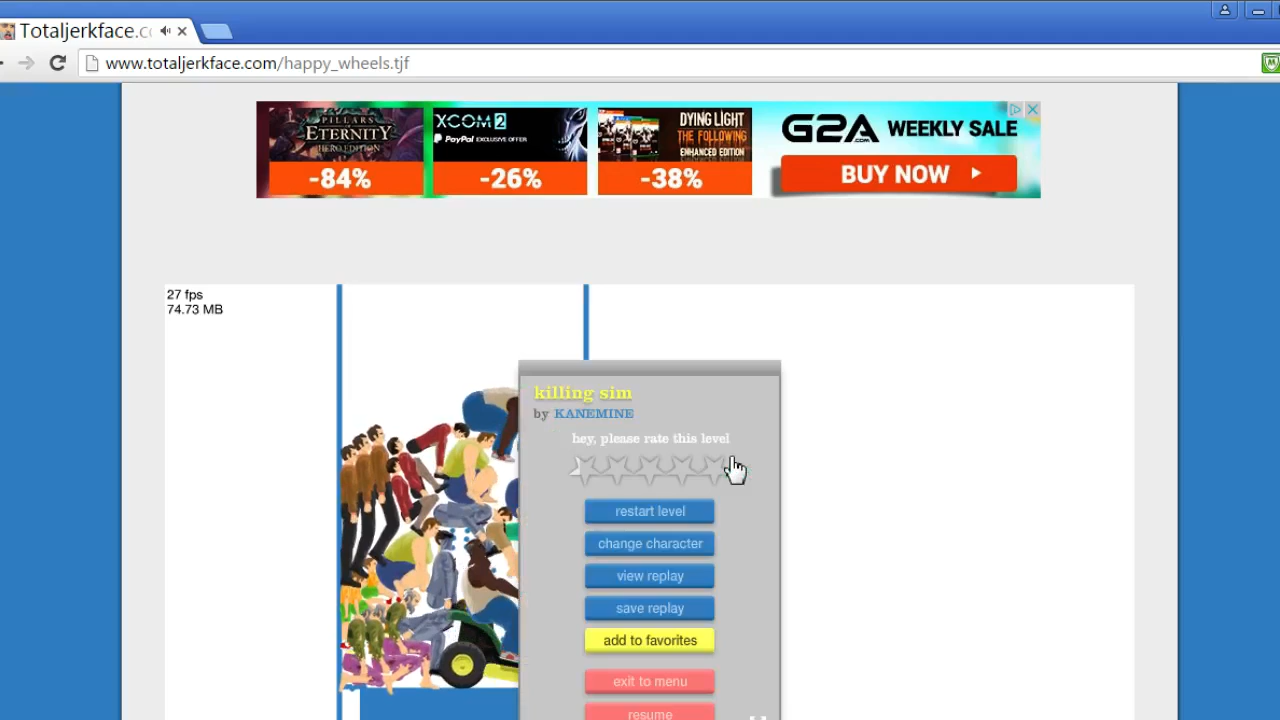 Totaljerkface.c
www.totaljerkface.com/happy_wheels.tjf
PILLARS
OF
ETERNITY
HERO EDITION
-84%
XCOM 2
PayPal EXCLUSIVE OFFER
-26%
DYING LIGHT
THE FOLLOWING
ENHANCED EDITION
-38%
G2A
.COM
WEEKLY SALE
BUY NOW
27 fps
74.73 MB
killing sim
by KANEMINE
hey, please rate this level
restart level
change character
view replay
save replay
add to favorites
exit to menu
resume